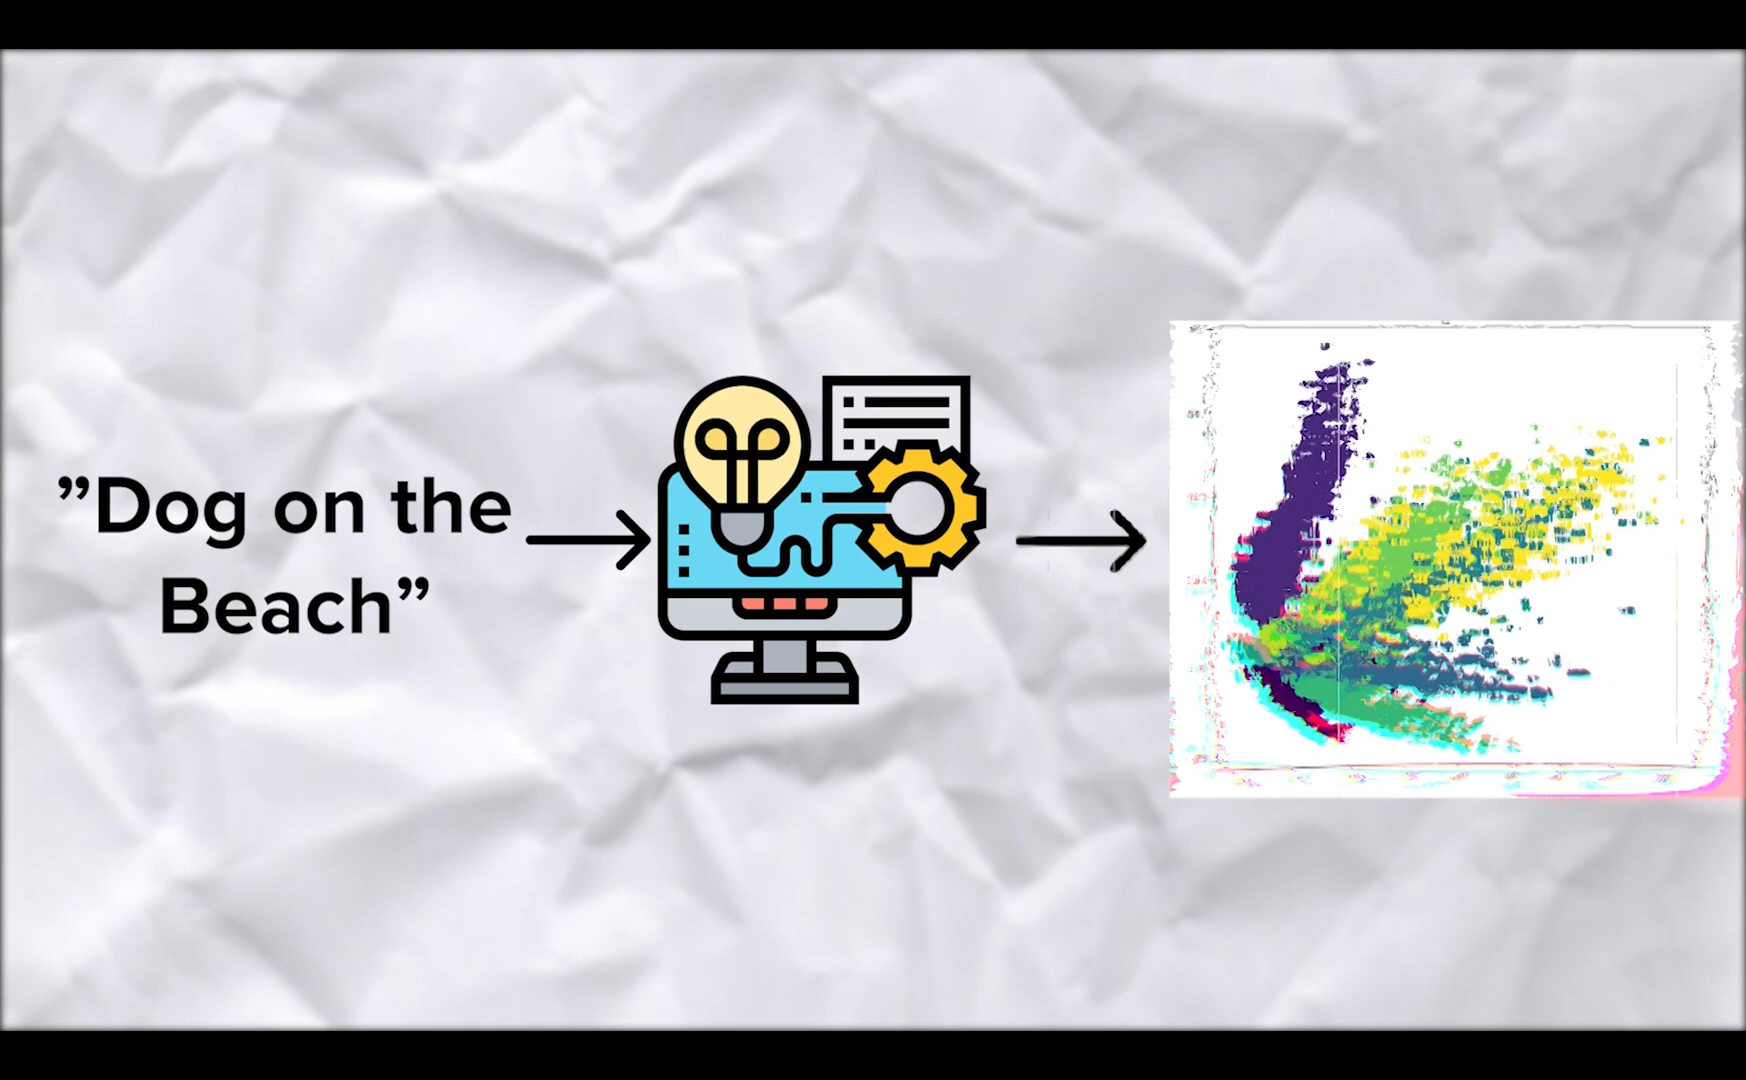 ”Dog on the
Beach”